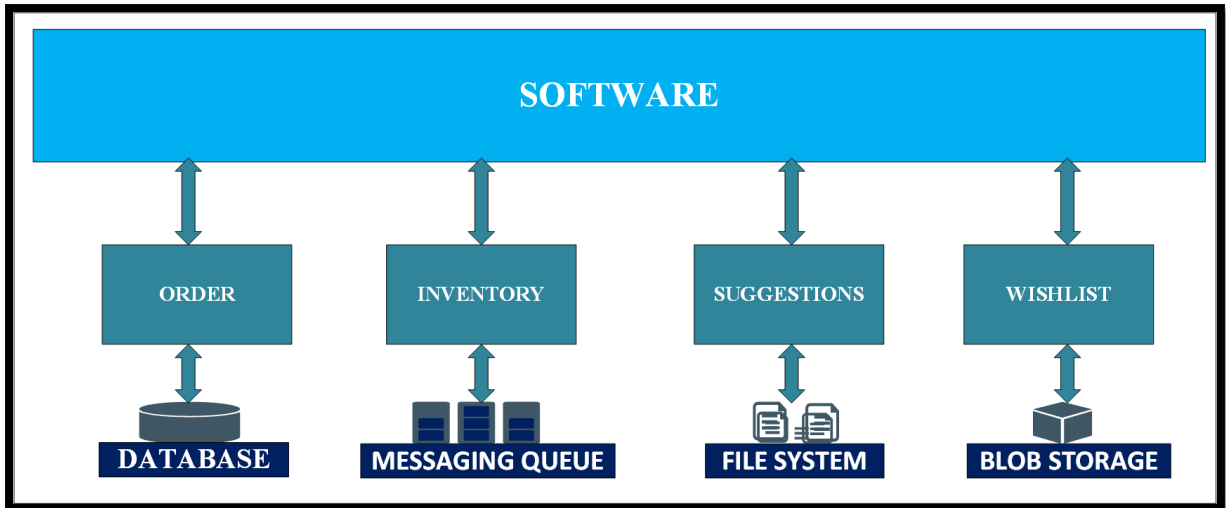 SOFTWARE
ORDER
INVENTORY
SUGGESTIONS
WISHLIST
DATABASE
MESSAGING QUEUE
FILE SYSTEM
BLOB STORAGE